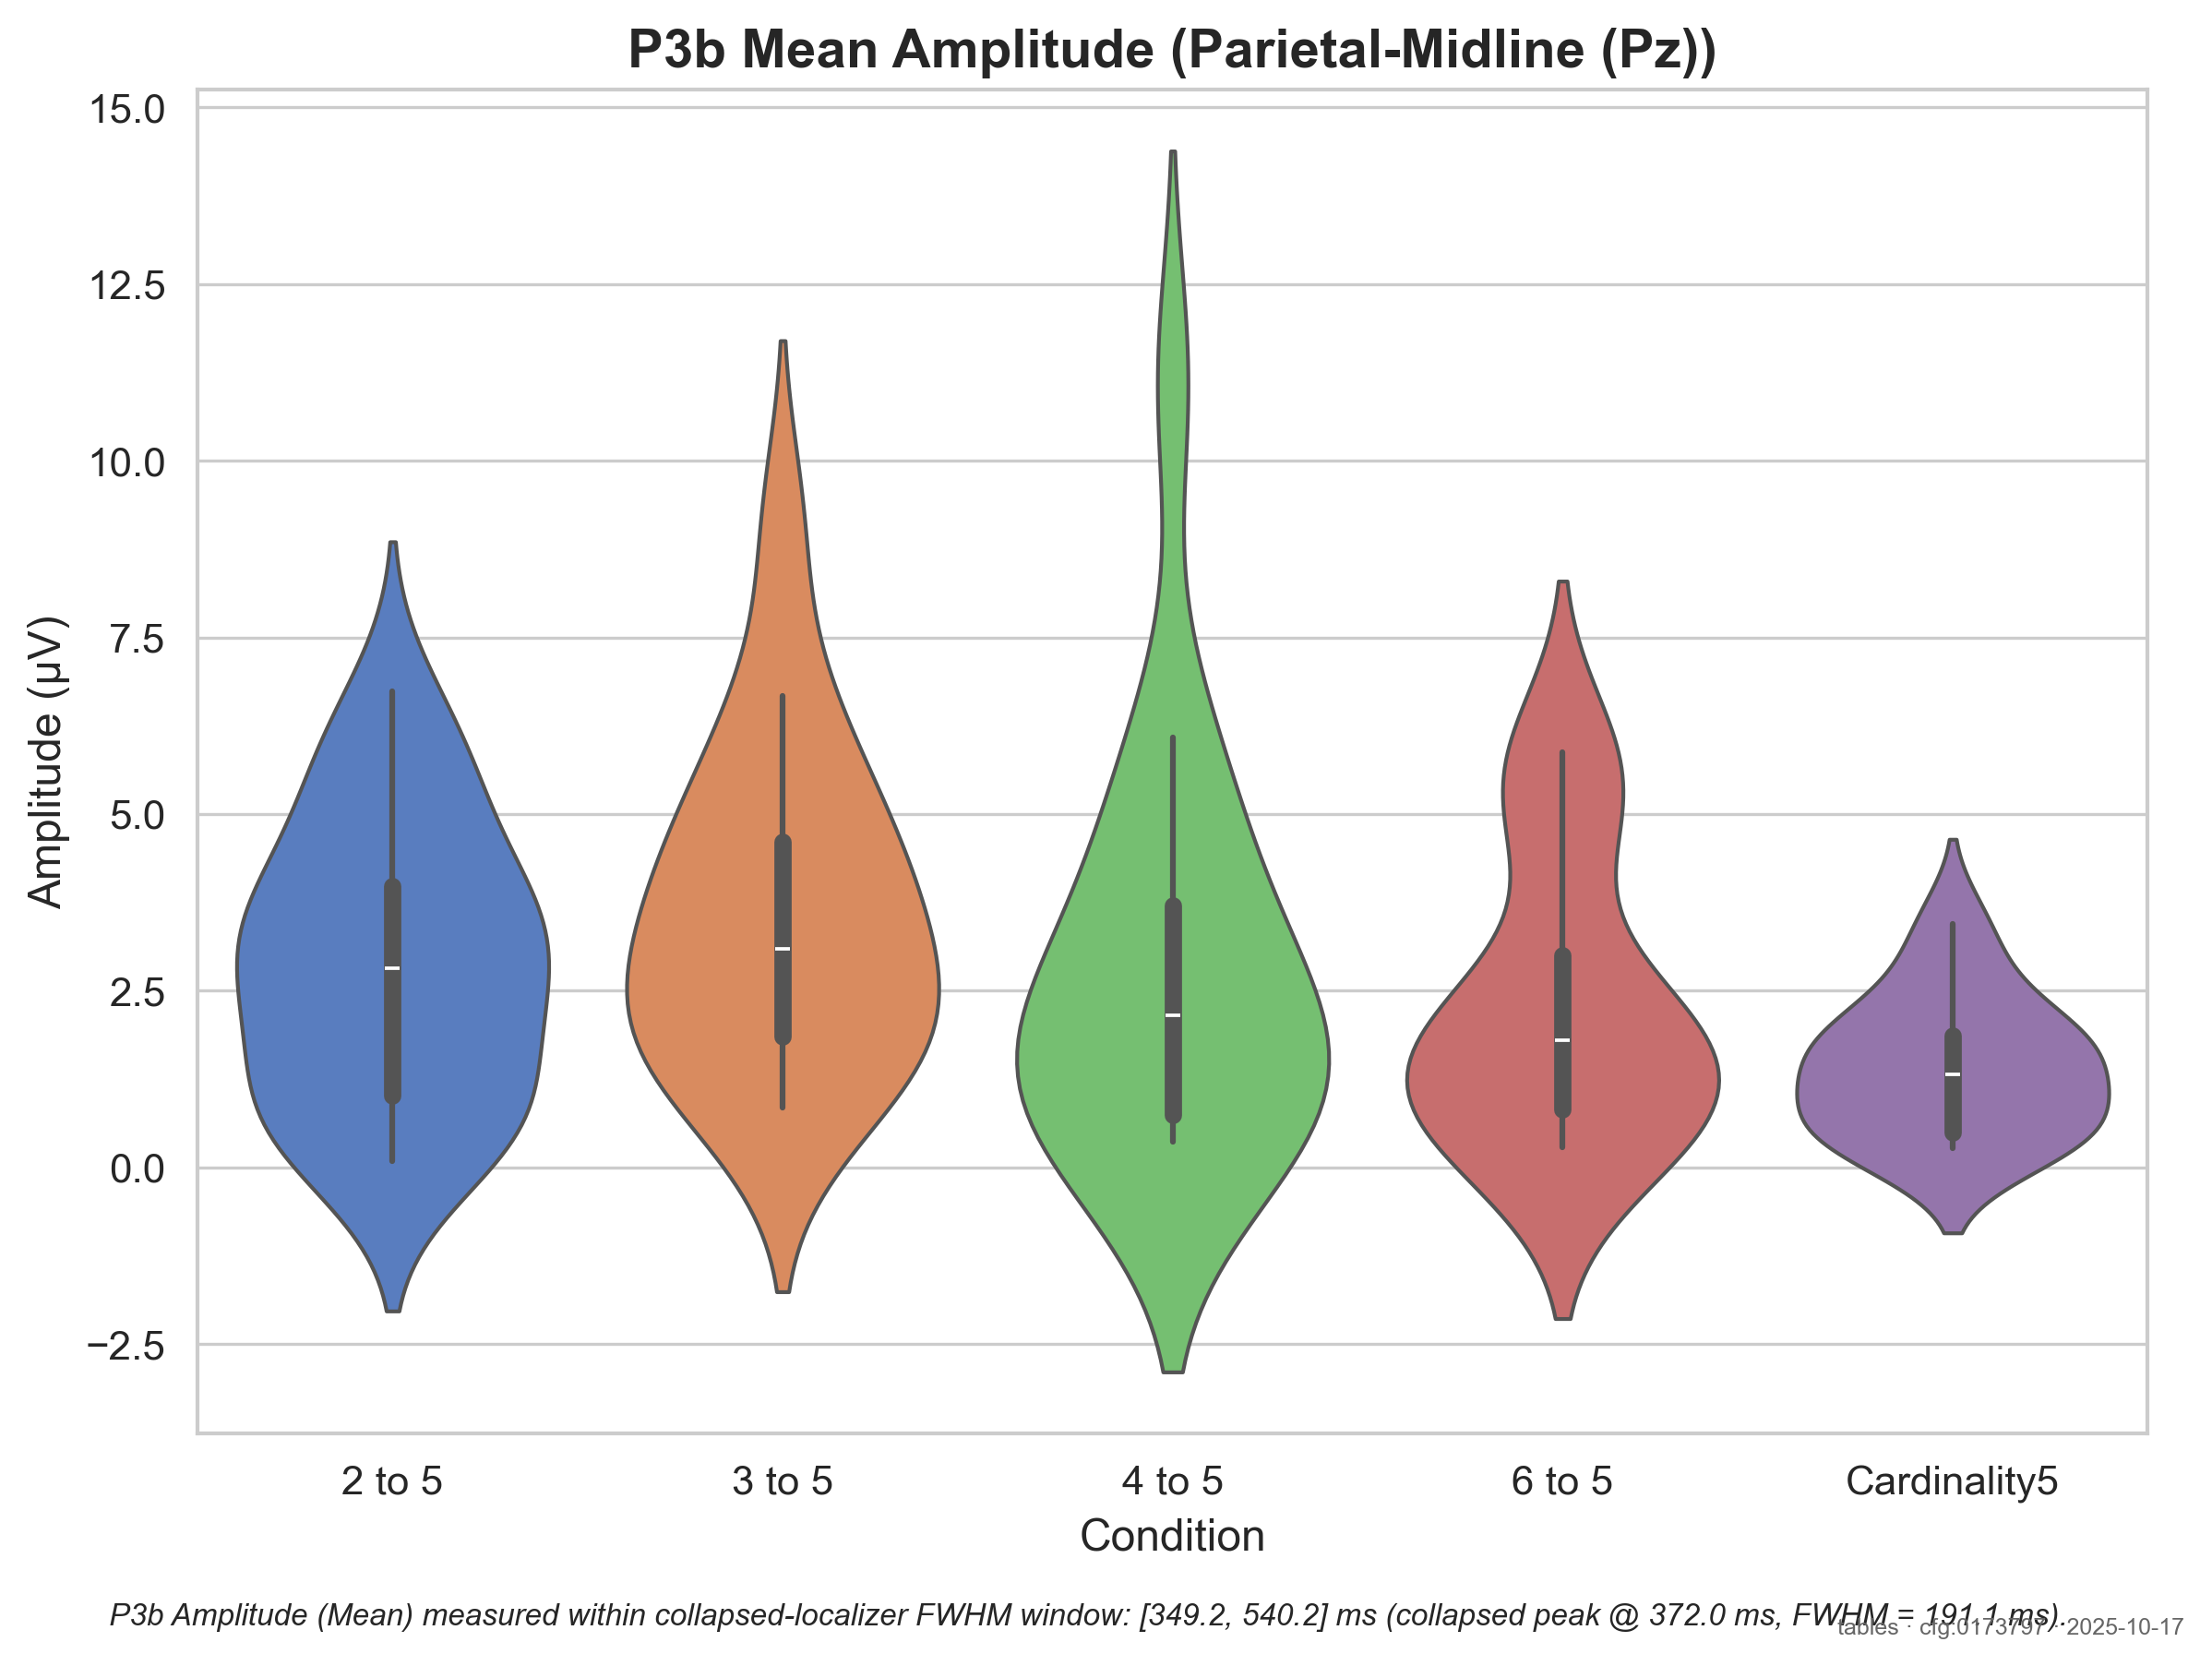 P3b Mean Amplitude (Parietal-Midline (Pz))
15.0
12.5
10.0
7.5
5.0
2.5
0.0
−2.5
Amplitude (μV)
2 to 5
3 to 5
4 to 5
6 to 5
Cardinality5
Condition
P3b Amplitude (Mean) measured within collapsed-localizer FWHM window: [349.2, 540.2] ms (collapsed peak @ 372.0 ms, FWHM = 191.1 ms).
tables · cfg:0173797 · 2025-10-17